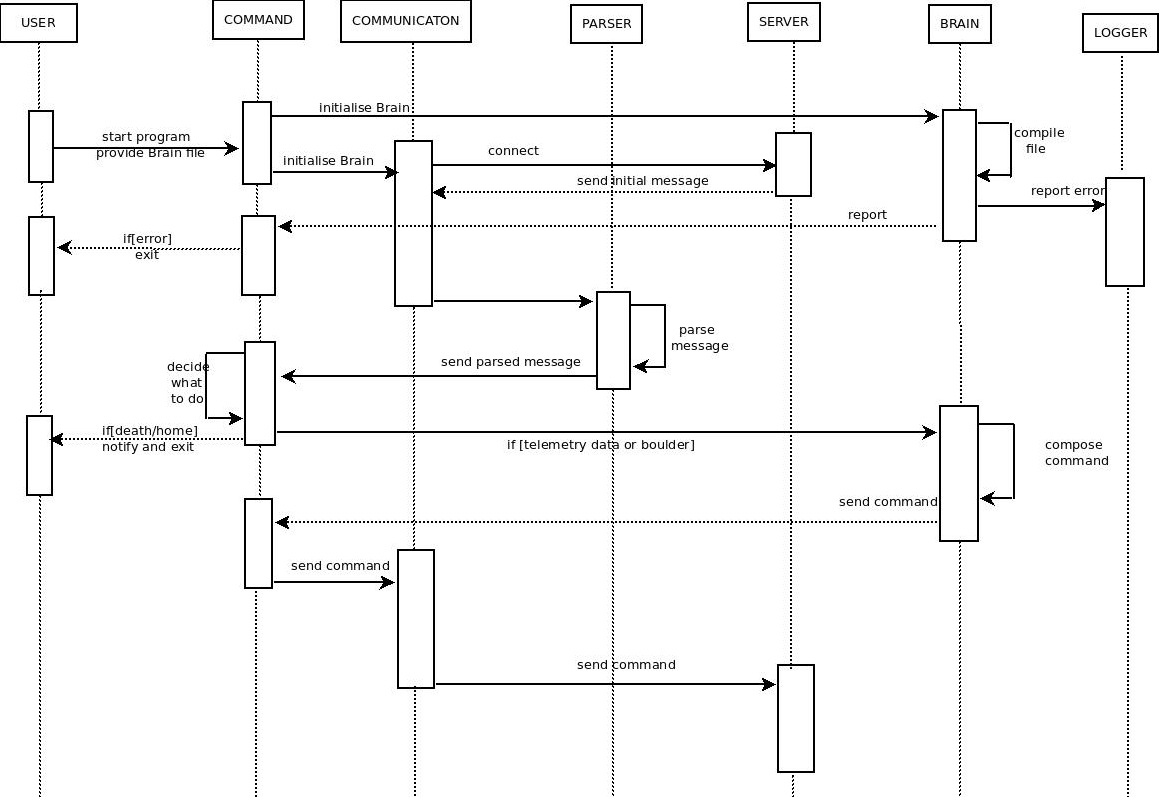 USER
COMMAND
COMMUNICATON
PARSER
SERVER
BRAIN
LOGGER
initialise Brain
start program
provide Brain file
compile
file
initialise Brain
connect
send initial message
report error
report
if[error]
exit
parse
message
send parsed message
decide
what
to do
if[death/home]
notify and exit
if [telemetry data or boulder]
compose
command
send command
send command
send command